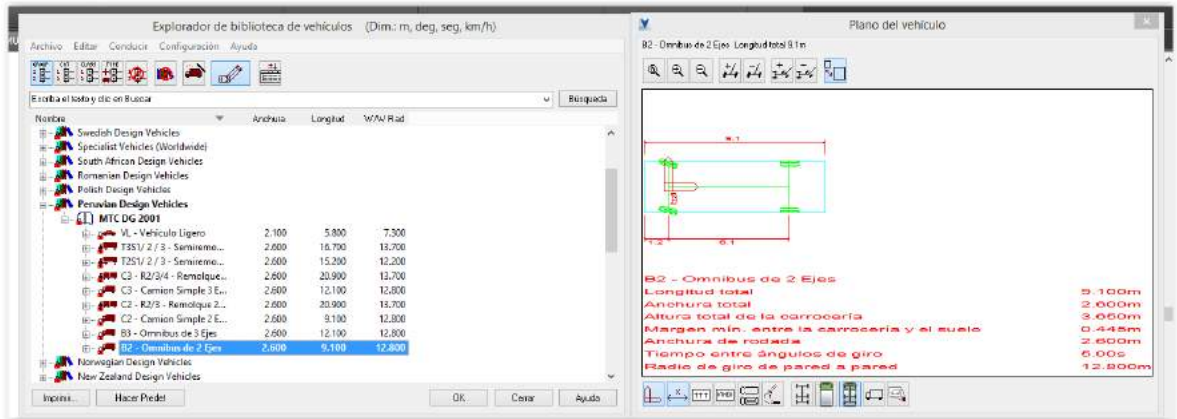 Explorador de biblioteca de vehículos (Dim.: m, deg, seg, km/h)
Archivo Editar Conducir Configuración Ayuda
Escriba el texto y clic en Buscar
Búsqueda
Nombre Anchura Longitud W/W Rad
Swedish Design Vehicles
Specialist Vehicles (Worldwide)
South African Design Vehicles
Romanian Design Vehicles
Polish Design Vehicles
Peruvian Design Vehicles
MTC DG 2001
VL - Vehiculo Ligero 2.100 5.800 7.300
T3S1/ 2 / 3 - Semiremo... 2.600 16.700 13.700
T2S1/ 2 / 3 - Semiremo... 2.600 15.200 12.200
C3 - R2/3/4 - Remolque... 2.600 20.900 13.700
C3 - Camion Simple 3 E... 2.600 12.100 12.800
C2 - R2/3 - Remolque 2... 2.600 20.900 13.700
C2 - Camion Simple 2 E... 2.600 9.100 12.800
B3 - Omnibus de 3 Ejes 2.600 12.100 12.800
B2 - Omnibus de 2 Ejes 2.600 9.100 12.800
Norwegian Design Vehicles
New Zealand Design Vehicles
Imprimir... Hacer Predet OK Cerrar Ayuda
Plano del vehículo
B2 - Omnibus de 2 Ejes Longitud total 9.1m
9.1
1.2 6.1
B2 - Omnibus de 2 Ejes
Longitud total 9.100m
Anchura total 2.600m
Altura total de la carrocería 3.650m
Margen mín. entre la carrocería y el suelo 0.445m
Anchura de rodada 2.600m
Tiempo entre ángulos de giro 6.00s
Radio de giro de pared a pared 12.800m